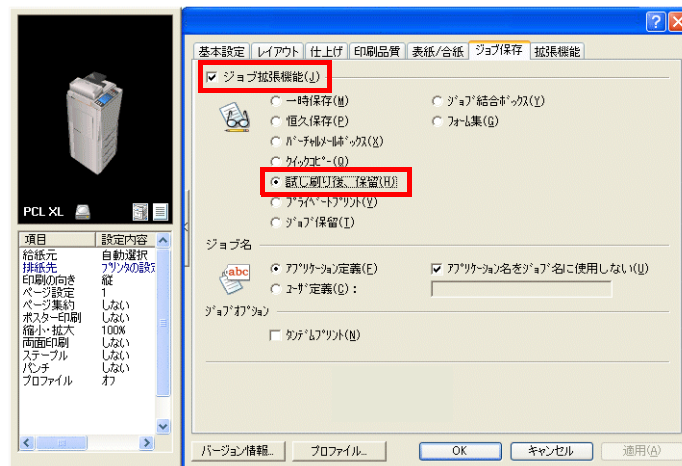 基本設定 レイアウト 仕上げ 印刷品質 表紙/合紙 ジョブ保存 拡張機能
ジョブ拡張機能(J)
一時保存(M) ジョブ結合ボックス(Y)
恒久保存(P) フォーム集(G)
バーチャルメールボックス(X)
クイックコピー(Q)
試し刷り後、保留(H)
プライベートプリント(V)
ジョブ保留(I)
ジョブ名
abc
アプリケーション定義(F) アプリケーション名をジョブ名に使用しない(U)
ユーザ定義(C):
ジョブオプション
タンデムプリント(N)
PCL XL
項目 設定内容
給紙元 自動選択
排紙先 プリンタの設定
印刷の向き 縦
ページ設定 1
ページ集約 しない
ポスター印刷 しない
縮小・拡大 100%
両面印刷 しない
ステープル しない
パンチ しない
プロファイル オフ
バージョン情報... プロファイル... OK キャンセル 適用(A)